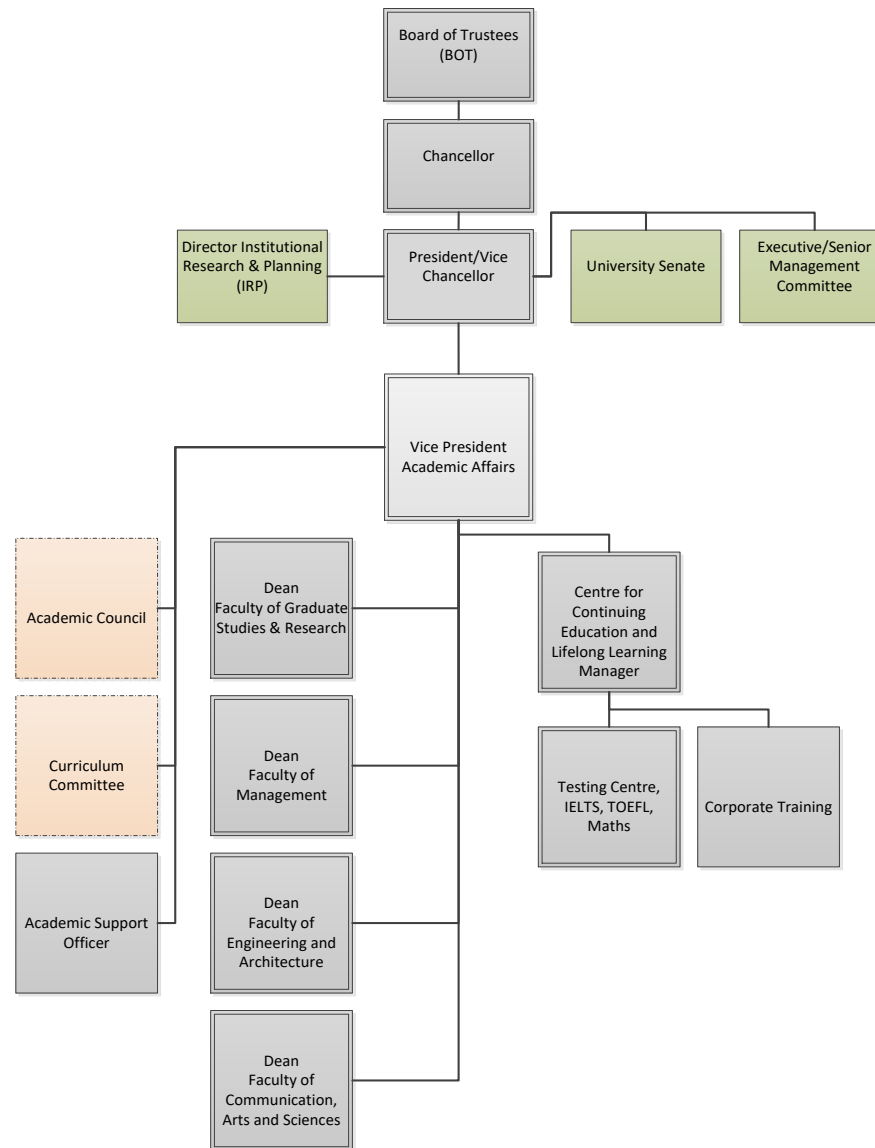 Board of Trustees
(BOT)
Chancellor
Director Institutional
Research & Planning
(IRP)
President/Vice
Chancellor
University Senate
Executive/Senior
Management
Committee
Vice President
Academic Affairs
Academic Council
Dean
Faculty of Graduate
Studies & Research
Centre for
Continuing
Education and
Lifelong Learning
Manager
Curriculum
Committee
Dean
Faculty of
Management
Testing Centre,
IELTS, TOEFL,
Maths
Corporate Training
Academic Support
Officer
Dean
Faculty of
Engineering and
Architecture
Dean
Faculty of
Communication,
Arts and Sciences